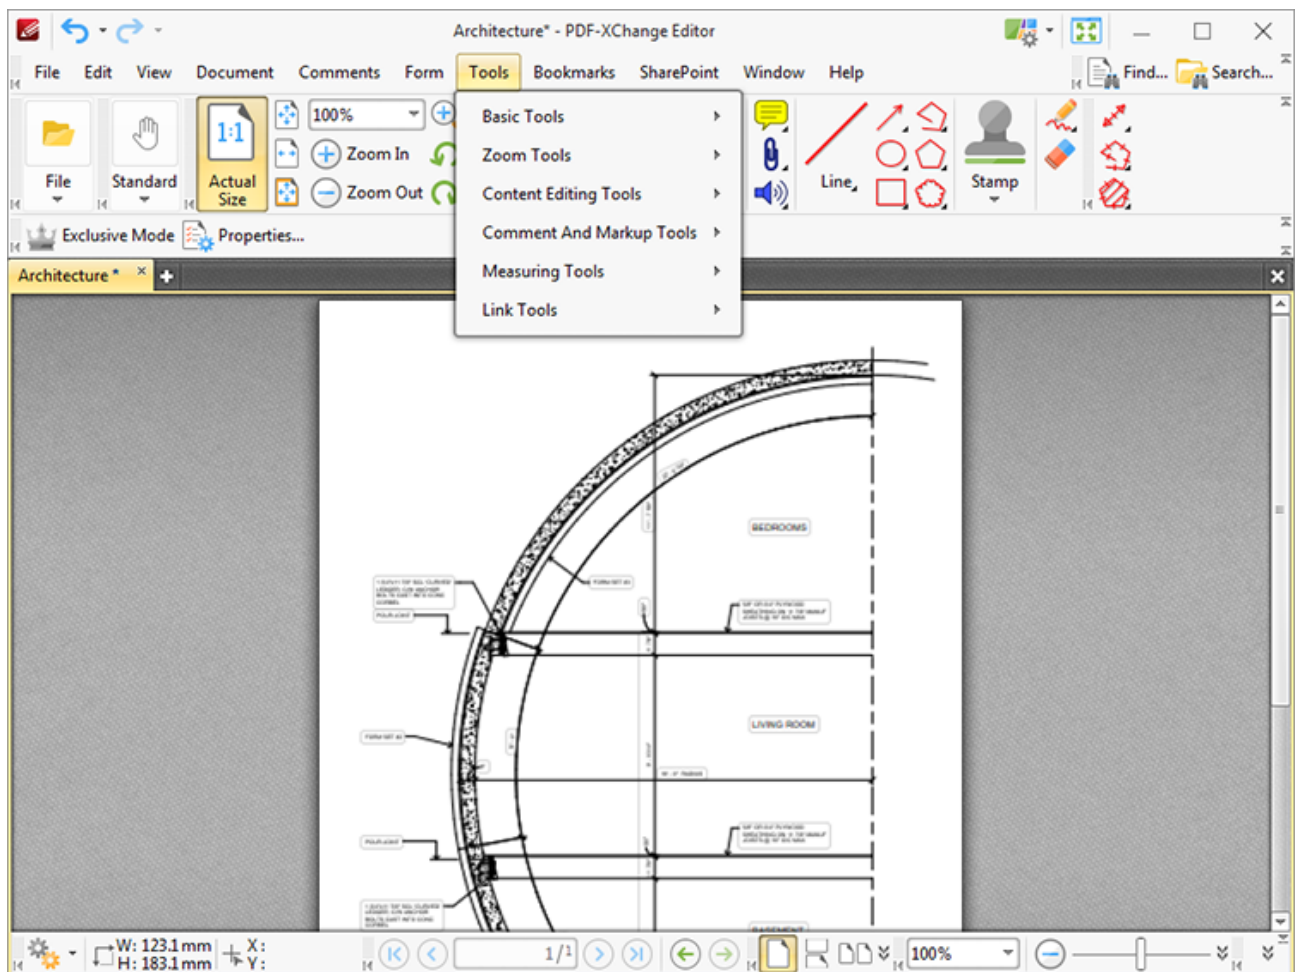 Architecture* - PDF-XChange Editor
File Edit View Document Comments Form Tools Bookmarks SharePoint Window Help Find... Search...
100%
1:1
Zoom In
Zoom Out
File
Standard
Actual
Size
Line
Stamp
Basic Tools
Zoom Tools
Content Editing Tools
Comment And Markup Tools
Measuring Tools
Link Tools
Exclusive Mode Properties...
Architecture *
BEDROOMS
LIVING ROOM
BASEMENT
W: 123.1 mm
H: 183.1 mm
X:
Y:
1/1
100%